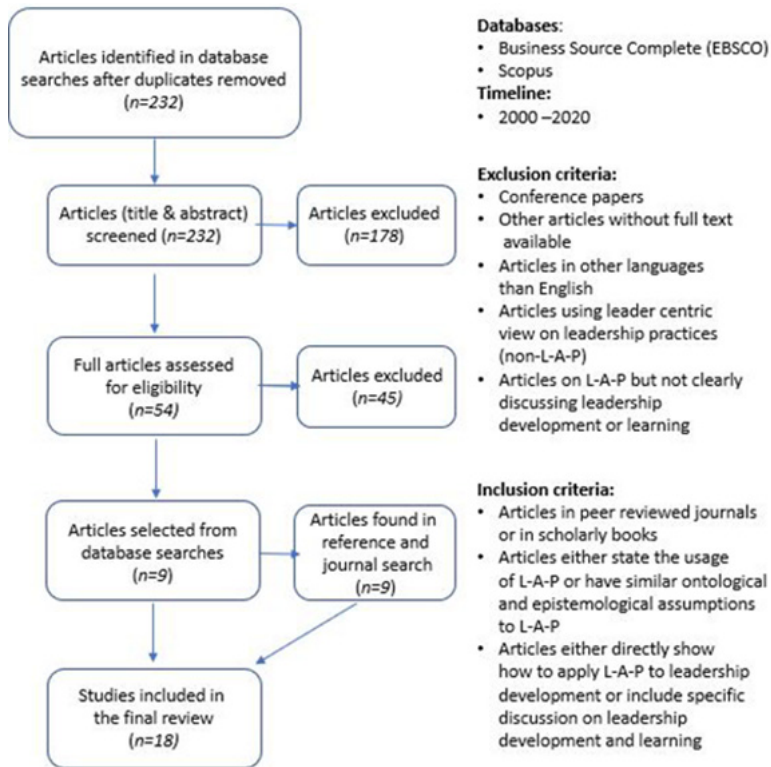 Articles identified in database
searches after duplicates removed
(n=232)
Articles (title & abstract)
screened (n=232)
Articles excluded
(n=178)
Full articles assessed
for eligibility
(n=54)
Articles excluded
(n=45)
Articles selected from
database searches
(n=9)
Articles found in
reference and
journal search
(n=9)
Studies included in
the final review
(n=18)
Databases:
• Business Source Complete (EBSCO)
• Scopus
Timeline:
• 2000 –2020
Exclusion criteria:
• Conference papers
• Other articles without full text
available
• Articles in other languages
than English
• Articles using leader centric
view on leadership practices
(non-L-A-P)
• Articles on L-A-P but not clearly
discussing leadership
development or learning
Inclusion criteria:
• Articles in peer reviewed journals
or in scholarly books
• Articles either state the usage
of L-A-P or have similar ontological
and epistemological assumptions
to L-A-P
• Articles either directly show
how to apply L-A-P to leadership
development or include specific
discussion on leadership
development and learning